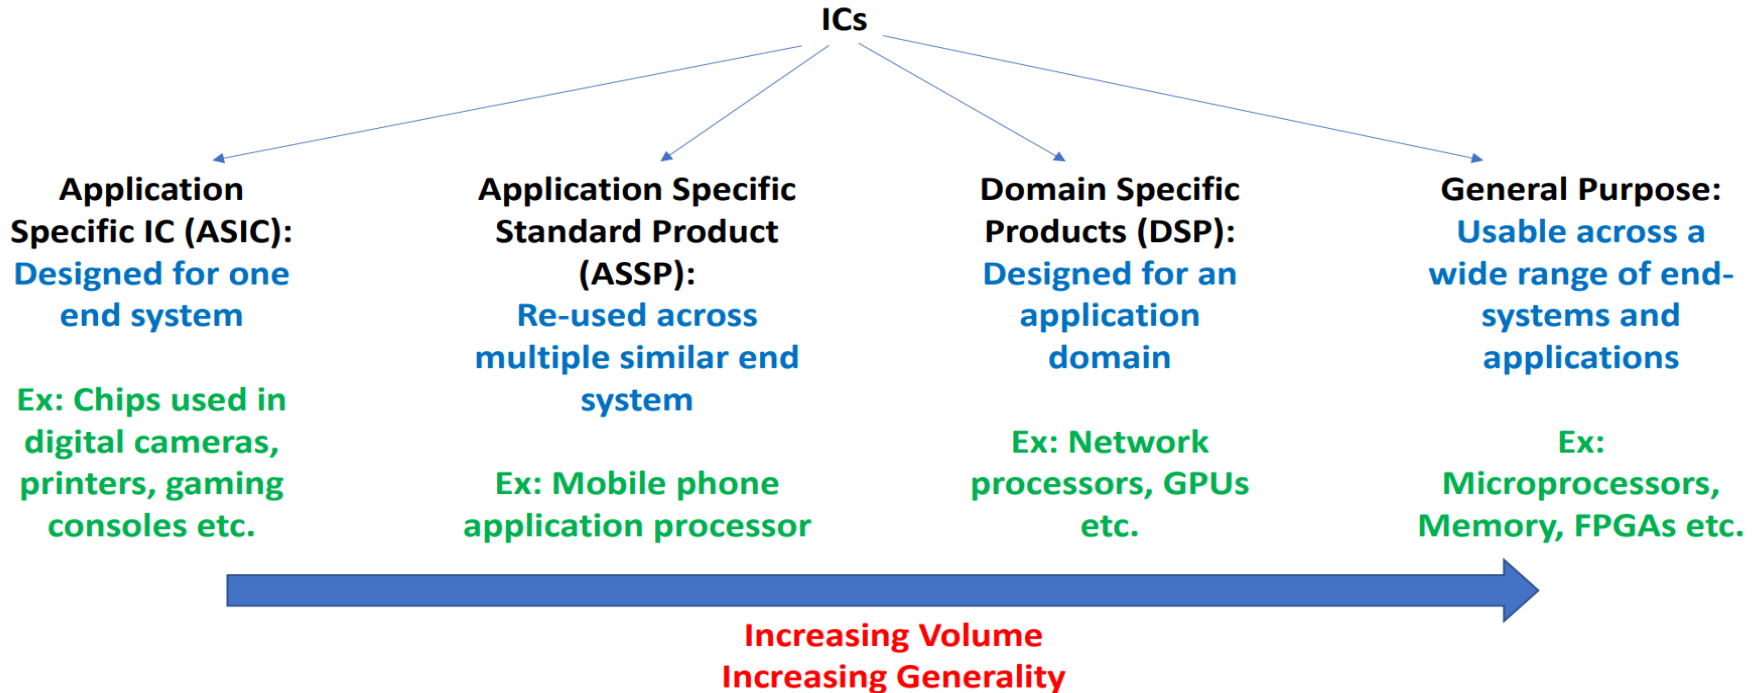 ICs
Application
Specific IC (ASIC):
Designed for one
end system
Ex: Chips used in
digital cameras,
printers, gaming
consoles etc.
Application Specific
Standard Product
(ASSP):
Re-used across
multiple similar end
system
Ex: Mobile phone
application processor
Domain Specific
Products (DSP):
Designed for an
application
domain
Ex: Network
processors, GPUs
etc.
General Purpose:
Usable across a
wide range of end-
systems and
applications
Ex:
Microprocessors,
Memory, FPGAs etc.
Increasing Volume
Increasing Generality